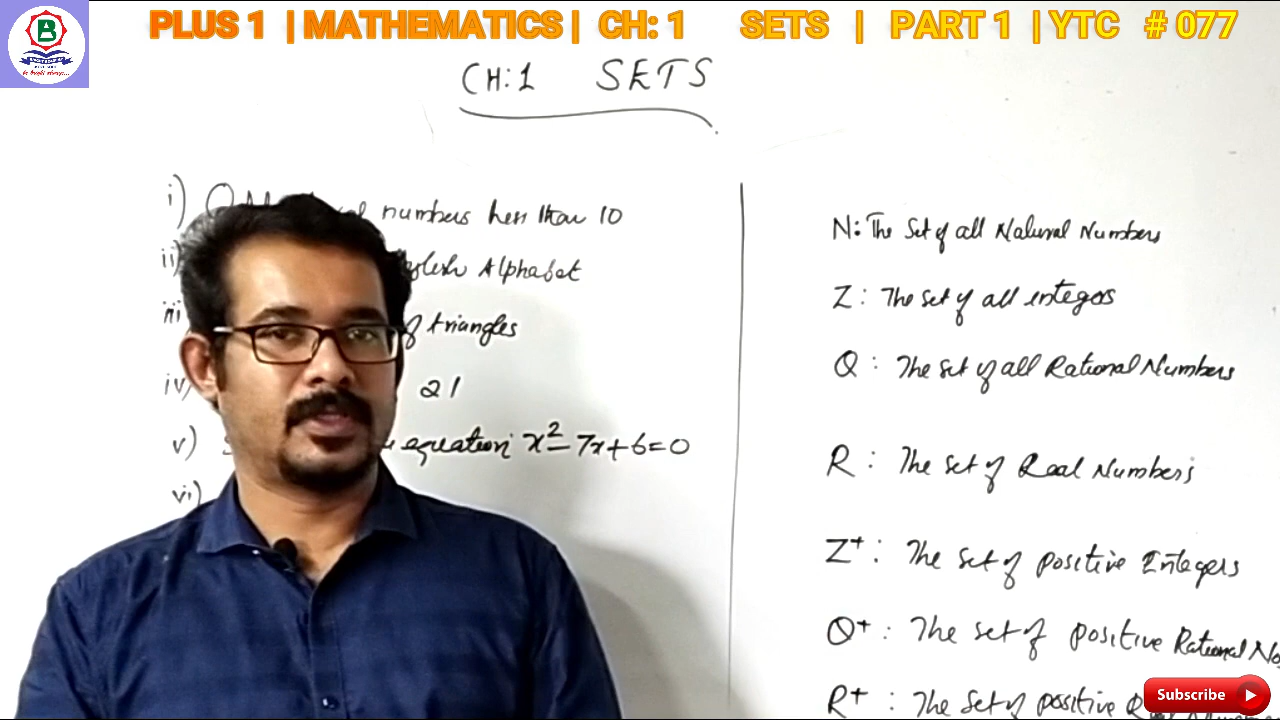 PLUS 1 | MATHEMATICS | CH: 1 SETS | PART 1 | YTC # 077
CH:1 SETS
i) numbers less than 10
ii) Alphabet
iii of triangles
iv) 21
v) equation x²-7x+6=0
vi)
N: The Set of all Natural Numbers
Z: The set of all integers
Q: The set of all Rational Numbers
R: The set of Real Numbers
Z⁺: The set of positive Integers
Q⁺: The set of positive Rational No
R⁺: The set of positive
Subscribe